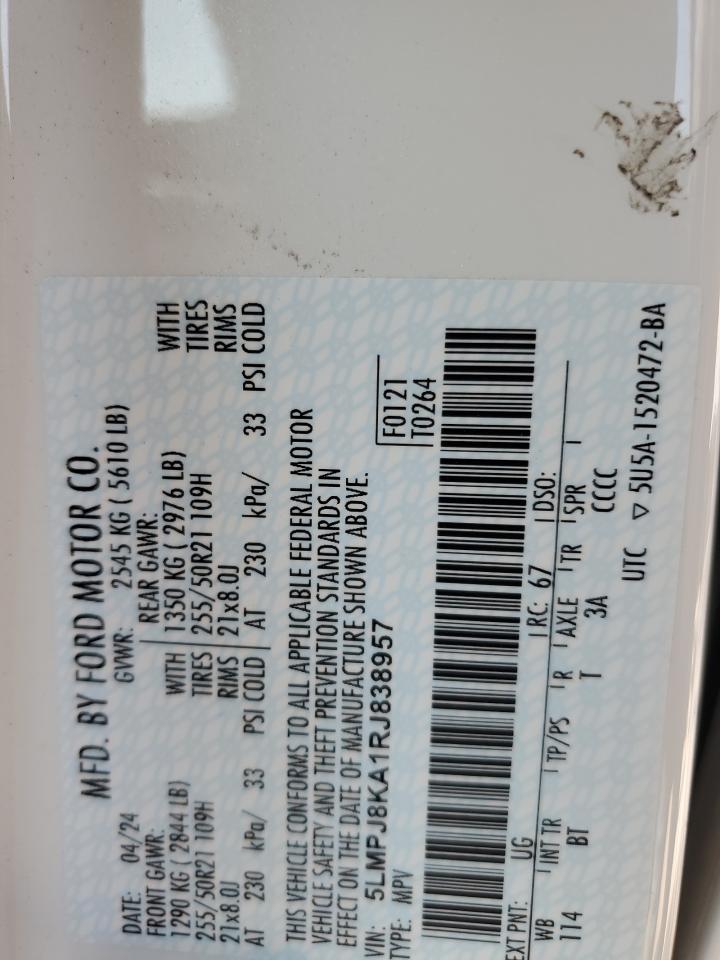 MFD. BY FORD MOTOR CO.
DATE: 04/24 GVWR: 2545 KG ( 5610 LB)
FRONT GAWR: REAR GAWR:
1290 KG ( 2844 LB) WITH 1350 KG ( 2976 LB) WITH
255/50R21 109H TIRES 255/50R21 109H TIRES
21x8.0J RIMS 21x8.0J RIMS
AT 230 kPa/ 33 PSI COLD AT 230 kPa/ 33 PSI COLD
THIS VEHICLE CONFORMS TO ALL APPLICABLE FEDERAL MOTOR
VEHICLE SAFETY AND THEFT PREVENTION STANDARDS IN
EFFECT ON THE DATE OF MANUFACTURE SHOWN ABOVE.
VIN: 5LMPJ8KA1RJ838957
TYPE: MPV
F0121
T0264
EXT PNT: UG RC: 67 DSO:
WB INT TR TP/PS R AXLE TR SPR
114 BT T 3A CCCC
UTC ▽ 5U5A-1520472-BA